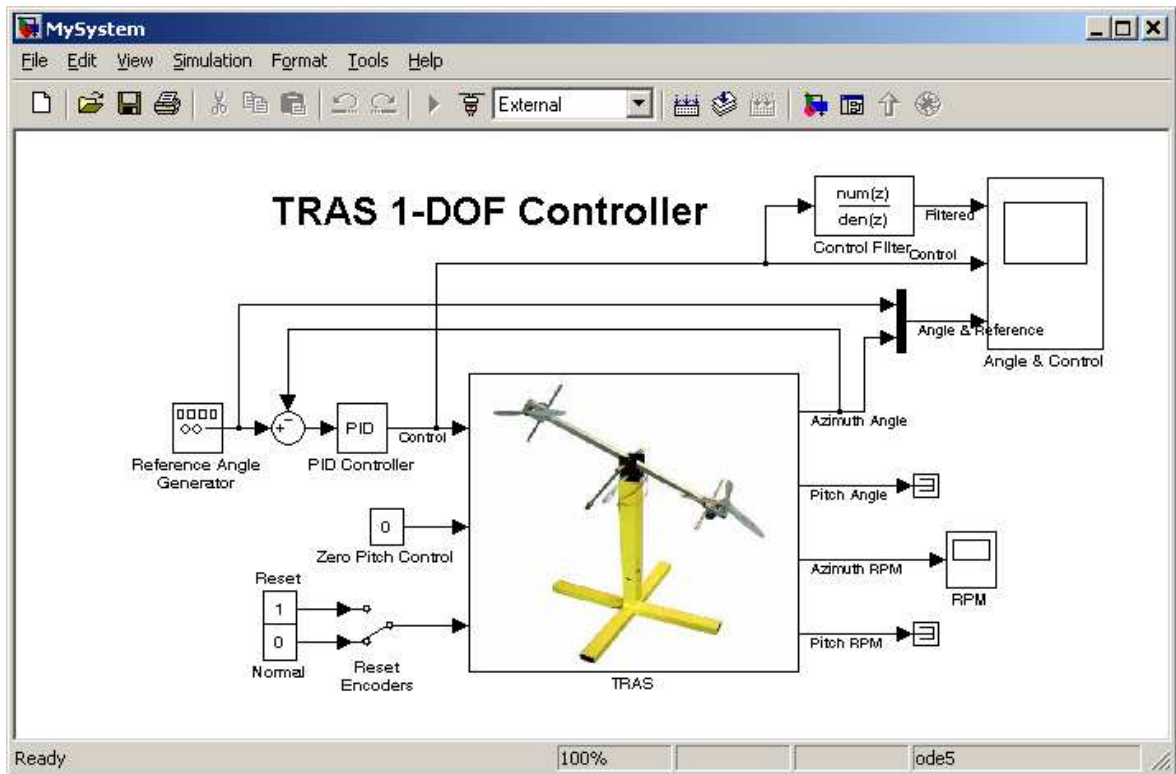 MySystem
File Edit View Simulation Format Tools Help
External
TRAS 1-DOF Controller
num(z)
den(z)
Control Filter
Filtered
Control
Angle & Reference
Angle & Control
Reference Angle
Generator
+
-
PID
PID Controller
Control
Azimuth Angle
Pitch Angle
0
Zero Pitch Control
Azimuth RPM
RPM
Reset
1
0
Normal
Reset
Encoders
Pitch RPM
TRAS
Ready 100% ode5